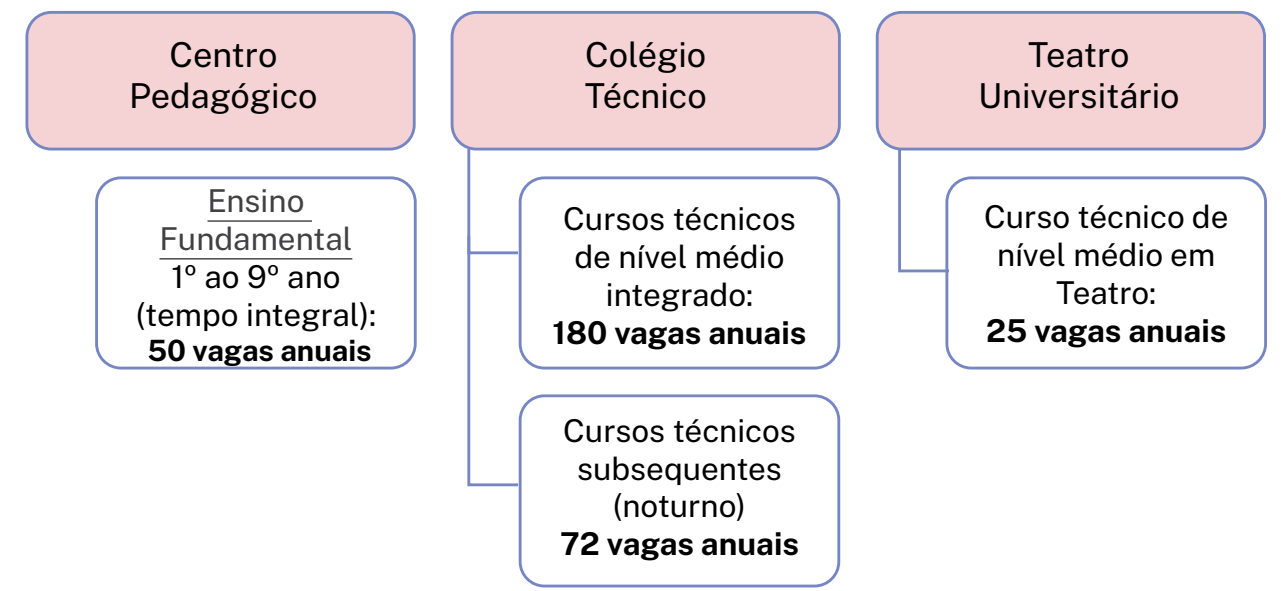 Centro
Pedagógico
Ensino
Fundamental
1º ao 9º ano
(tempo integral):
50 vagas anuais
Colégio
Técnico
Cursos técnicos
de nível médio
integrado:
180 vagas anuais
Cursos técnicos
subsequentes
(noturno)
72 vagas anuais
Teatro
Universitário
Curso técnico de
nível médio em
Teatro:
25 vagas anuais